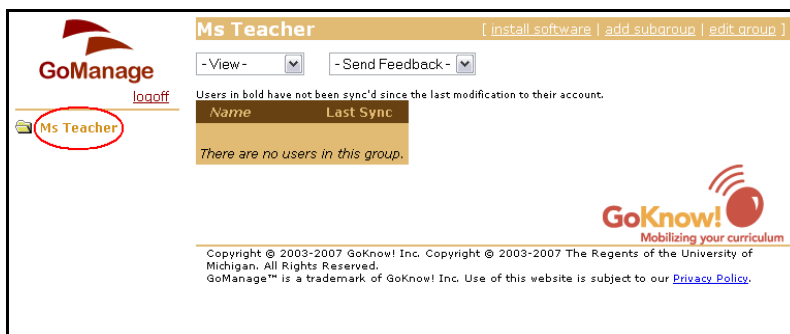 GoManage
logoff
Ms Teacher
Ms Teacher [ install software | add subgroup | edit group ]
- View - - Send Feedback -
Users in bold have not been sync'd since the last modification to their account.
Name Last Sync
There are no users in this group.
GoKnow!
Mobilizing your curriculum
Copyright © 2003-2007 GoKnow! Inc. Copyright © 2003-2007 The Regents of the University of
Michigan. All Rights Reserved.
GoManage™ is a trademark of GoKnow! Inc. Use of this website is subject to our Privacy Policy.